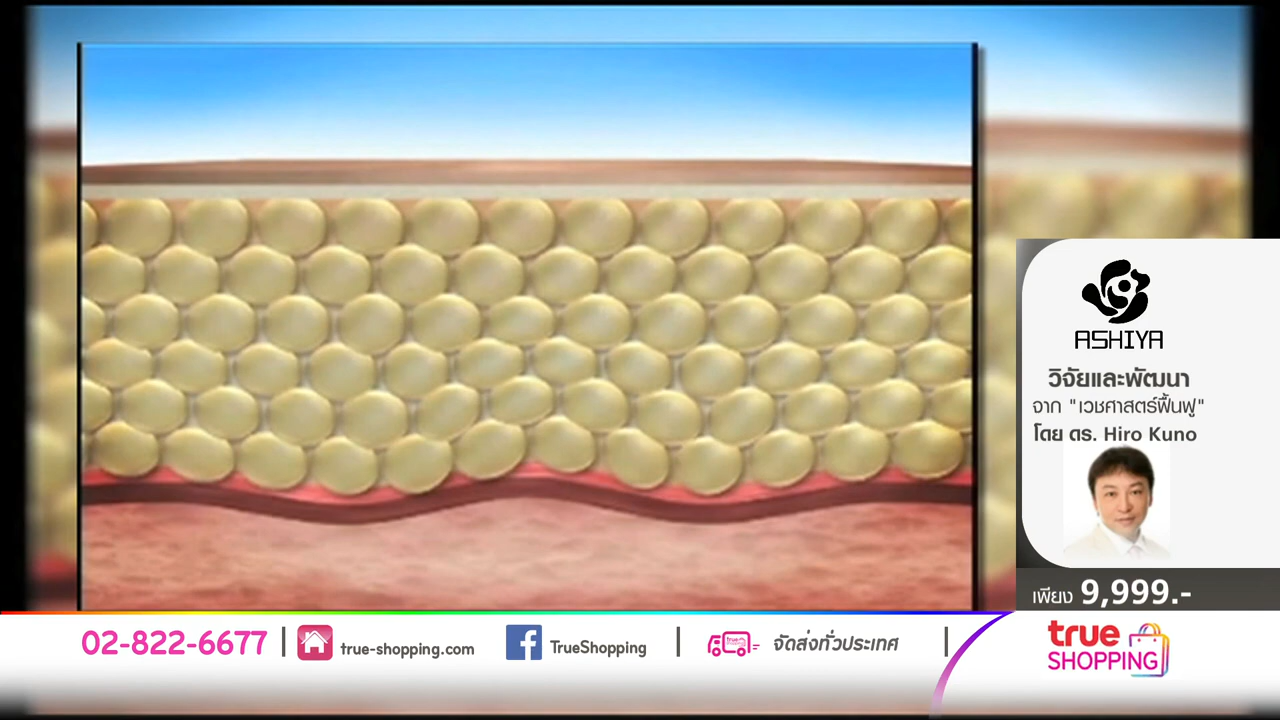 ASHIYA
วิจัยและพัฒนา
จาก "เวชศาสตร์ฟื้นฟู"
โดย ดร. Hiro Kuno
เพียง 9,999.-
02-822-6677 | true-shopping.com TrueShopping | จัดส่งทั่วประเทศ |
true
SHOPPING